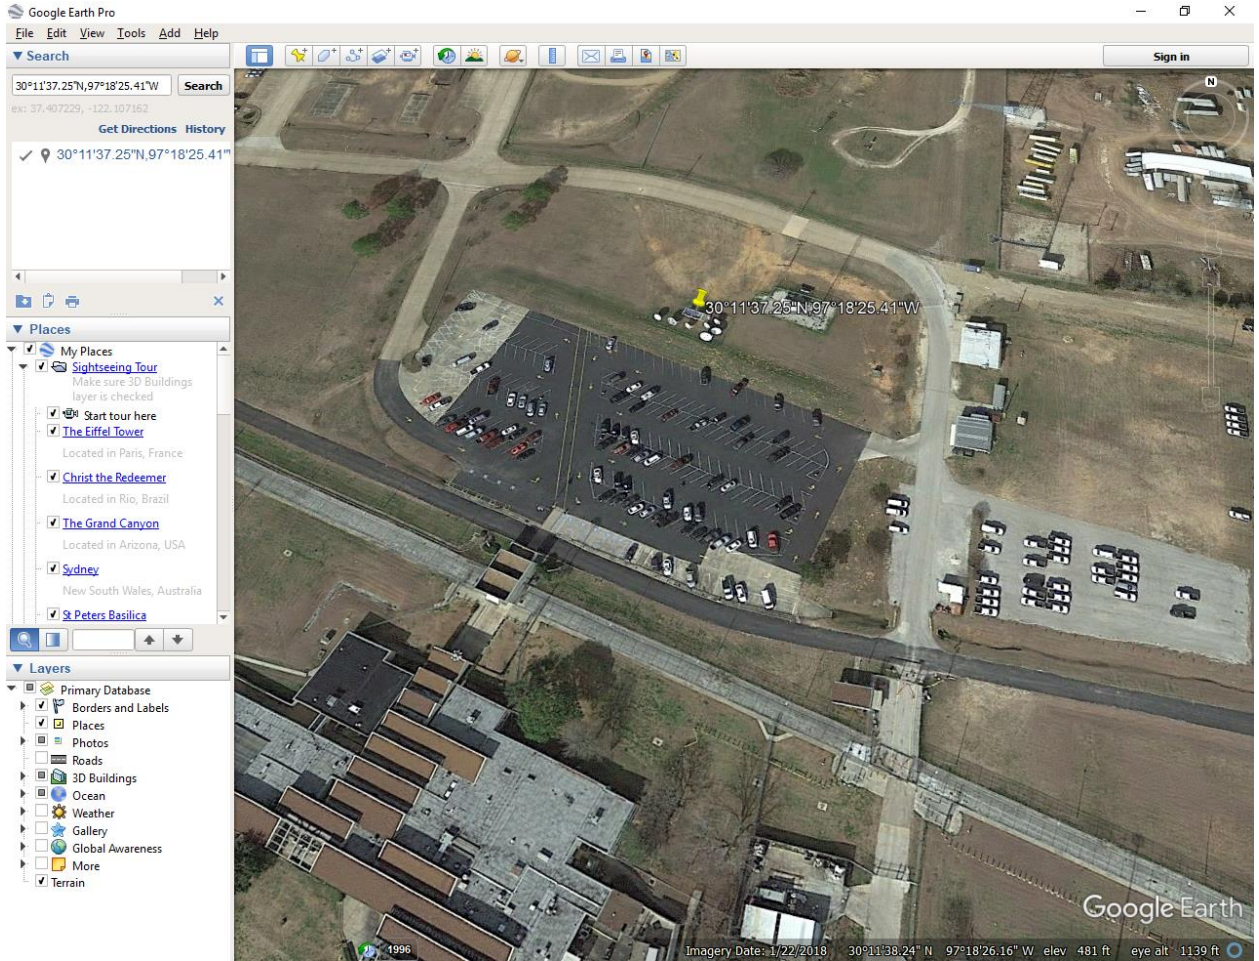 Google Earth Pro
File Edit View Tools Add Help
Search
Sign in
30°11'37.25"N,97°18'25.41"W
Search
ex: 37.407229, -122.107162
Get Directions History
30°11'37.25"N,97°18'25.41"
Places
My Places
Sightseeing Tour
Make sure 3D Buildings
layer is checked
Start tour here
The Eiffel Tower
Located in Paris, France
Christ the Redeemer
Located in Rio, Brazil
The Grand Canyon
Located in Arizona, USA
Sydney
New South Wales, Australia
St Peters Basilica
Layers
Primary Database
Borders and Labels
Places
Photos
Roads
3D Buildings
Ocean
Weather
Gallery
Global Awareness
More
Terrain
N
30°11'37.25"N,97°18'25.41"W
Google Earth
1996
Imagery Date: 1/22/2018 30°11'38.24" N 97°18'26.16" W elev 481 ft eye alt 1139 ft